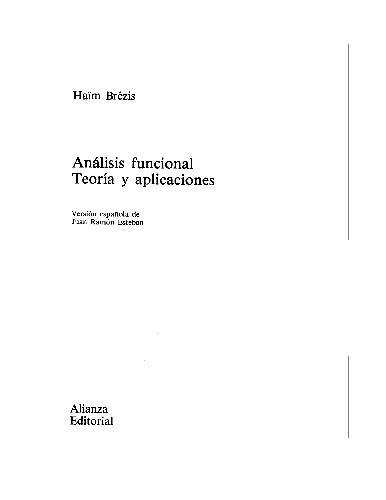 Haïm Brézis
Análisis funcional
Teoría y aplicaciones
Versión española de
Juan Ramón Esteban
Alianza
Editorial